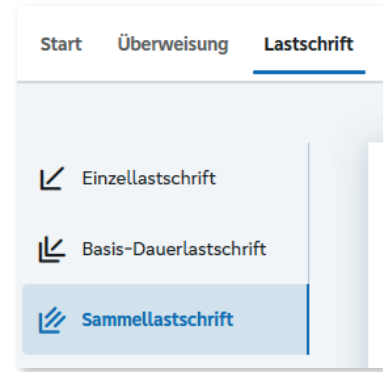 Start Überweisung Lastschrift
Einzellastschrift
Basis-Dauerlastschrift
Sammellastschrift